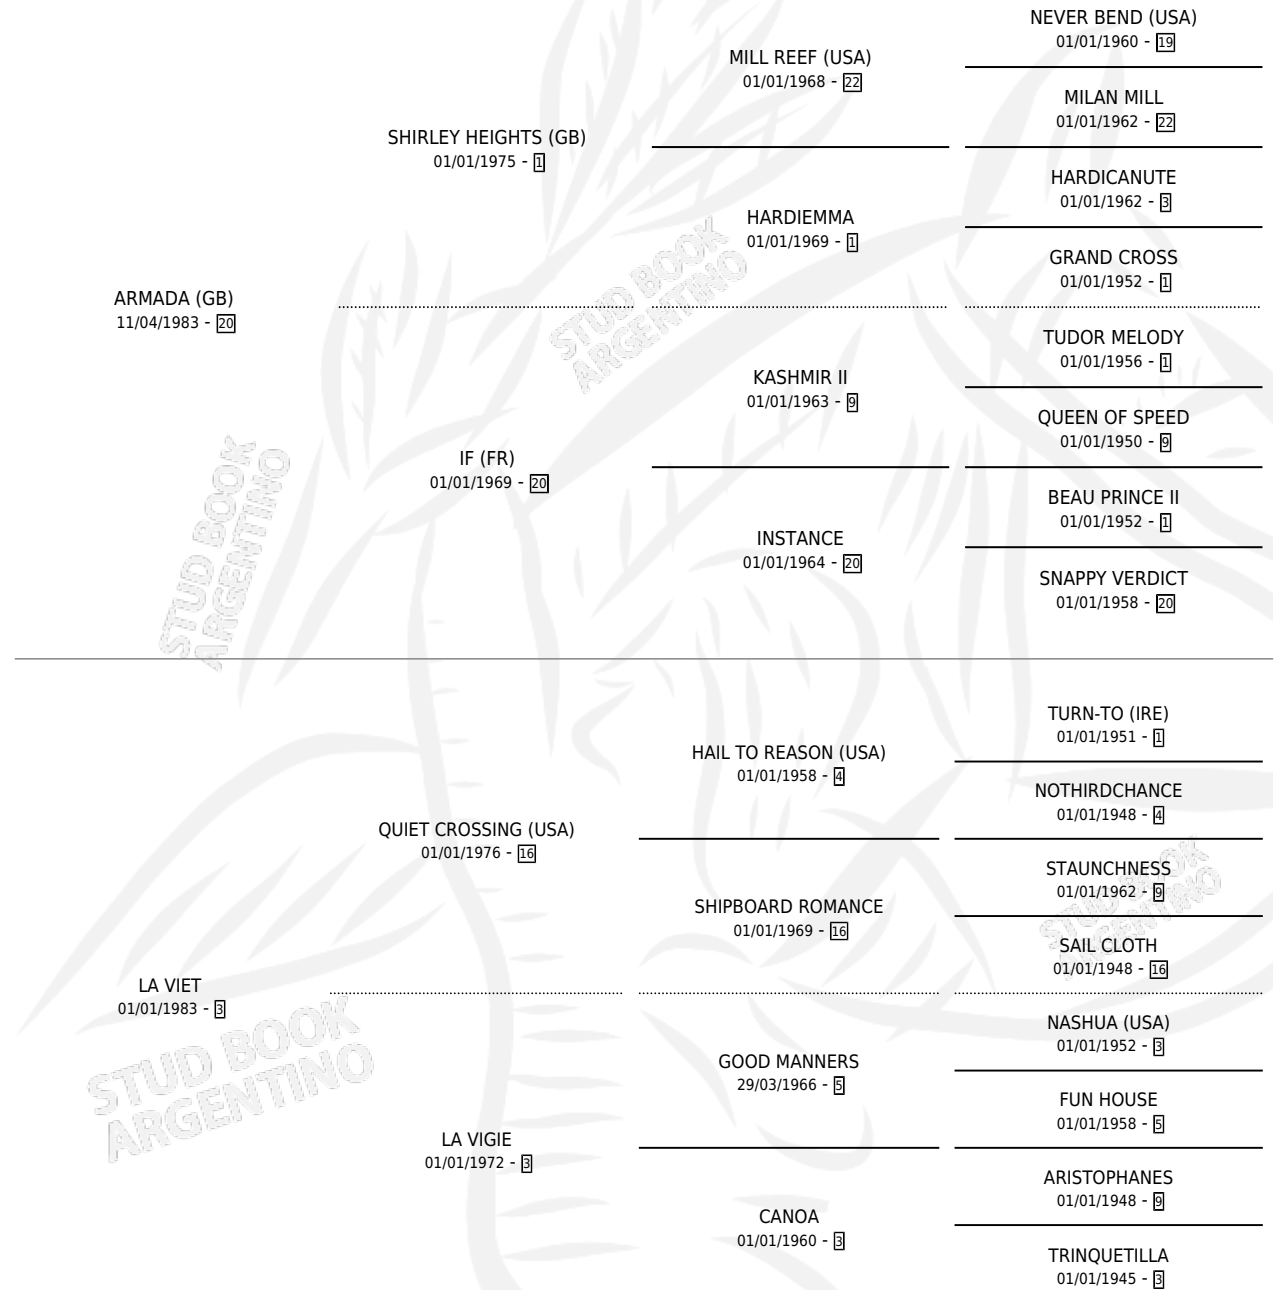 NEVER BEND (USA)
01/01/1960 - 19
MILL REEF (USA)
01/01/1968 - 22
MILAN MILL
01/01/1962 - 22
SHIRLEY HEIGHTS (GB)
01/01/1975 - 1
HARDICANUTE
01/01/1962 - 3
HARDIEMMA
01/01/1969 - 1
GRAND CROSS
01/01/1952 - 1
ARMADA (GB)
11/04/1983 - 20
STUD BOOK
ARGENTINO
TUDOR MELODY
01/01/1956 - 1
KASHMIR II
01/01/1963 - 9
QUEEN OF SPEED
01/01/1950 - 9
IF (FR)
01/01/1969 - 20
STUD BOOK
ARGENTINO
BEAU PRINCE II
01/01/1952 - 1
INSTANCE
01/01/1964 - 20
SNAPPY VERDICT
01/01/1958 - 20
TURN-TO (IRE)
01/01/1951 - 1
HAIL TO REASON (USA)
01/01/1958 - 4
NOTHIRDCHANCE
01/01/1948 - 4
QUIET CROSSING (USA)
01/01/1976 - 16
STAUNCHNESS
01/01/1962 - 9
STUD BOOK
ARGENTINO
SHIPBOARD ROMANCE
01/01/1969 - 16
SAIL CLOTH
01/01/1948 - 16
LA VIET
01/01/1983 - 3
STUD BOOK
ARGENTINO
NASHUA (USA)
01/01/1952 - 3
GOOD MANNERS
29/03/1966 - 5
FUN HOUSE
01/01/1958 - 5
LA VIGIE
01/01/1972 - 3
ARISTOPHANES
01/01/1948 - 9
CANOA
01/01/1960 - 3
TRINQUETILLA
01/01/1945 - 3